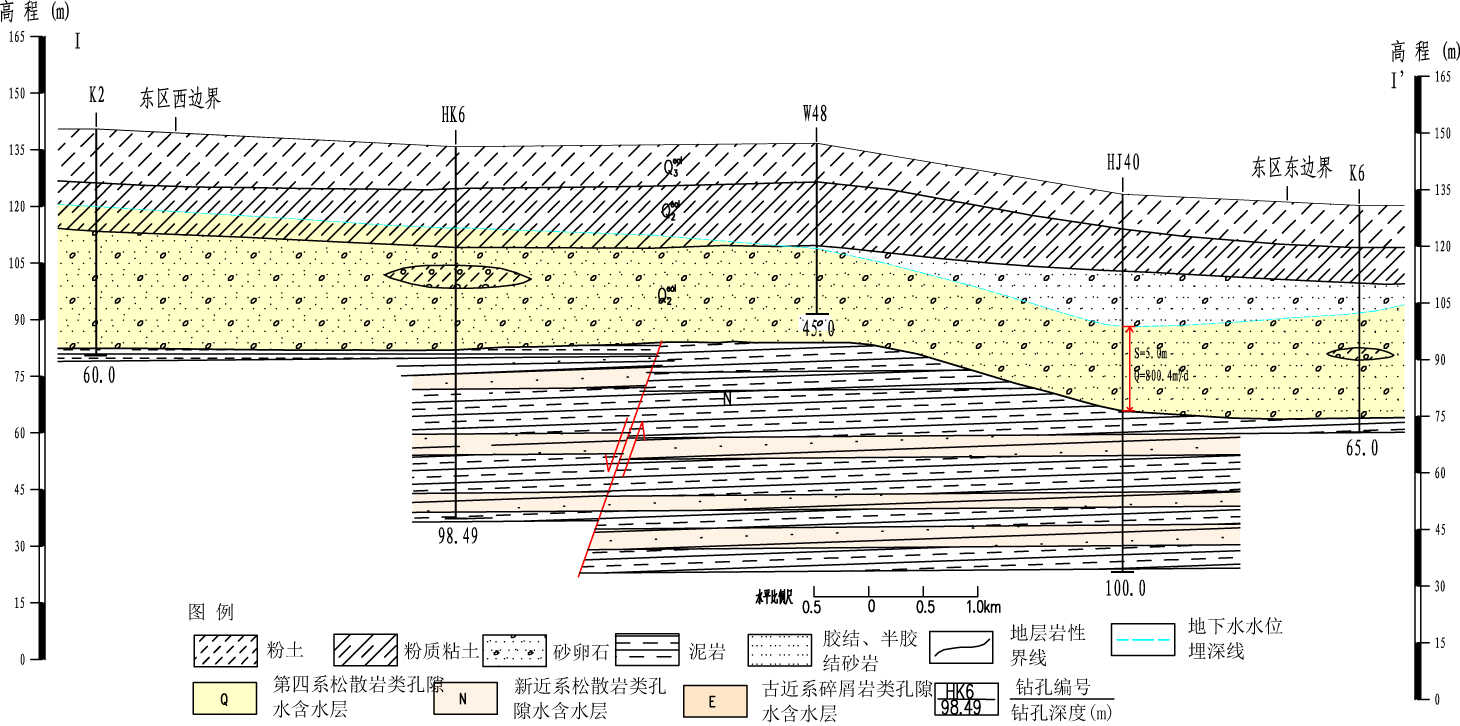 高 程 (m)
165
150
135
120
105
90
75
60
45
30
15
0
I
K2
东区西边界
HK6
W48
HJ40
东区东边界
K6
高 程 (m)
I'
165
150
135
120
105
90
75
60
45
30
15
0
Q
Q
Q
N
S=5.0m
Q=800.4m/d
60.0
98.49
45.0
100.0
65.0
水平比例尺
0.5 0 0.5 1.0km
图 例
粉土
粉质粘土
砂卵石
泥岩
胶结、半胶
结砂岩
地层岩性
界线
地下水水位
埋深线
Q
第四系松散岩类孔隙
水含水层
N
新近系松散岩类孔
隙水含水层
E
古近系碎屑岩类孔隙
水含水层
HK6
98.49
钻孔编号
钻孔深度(m)